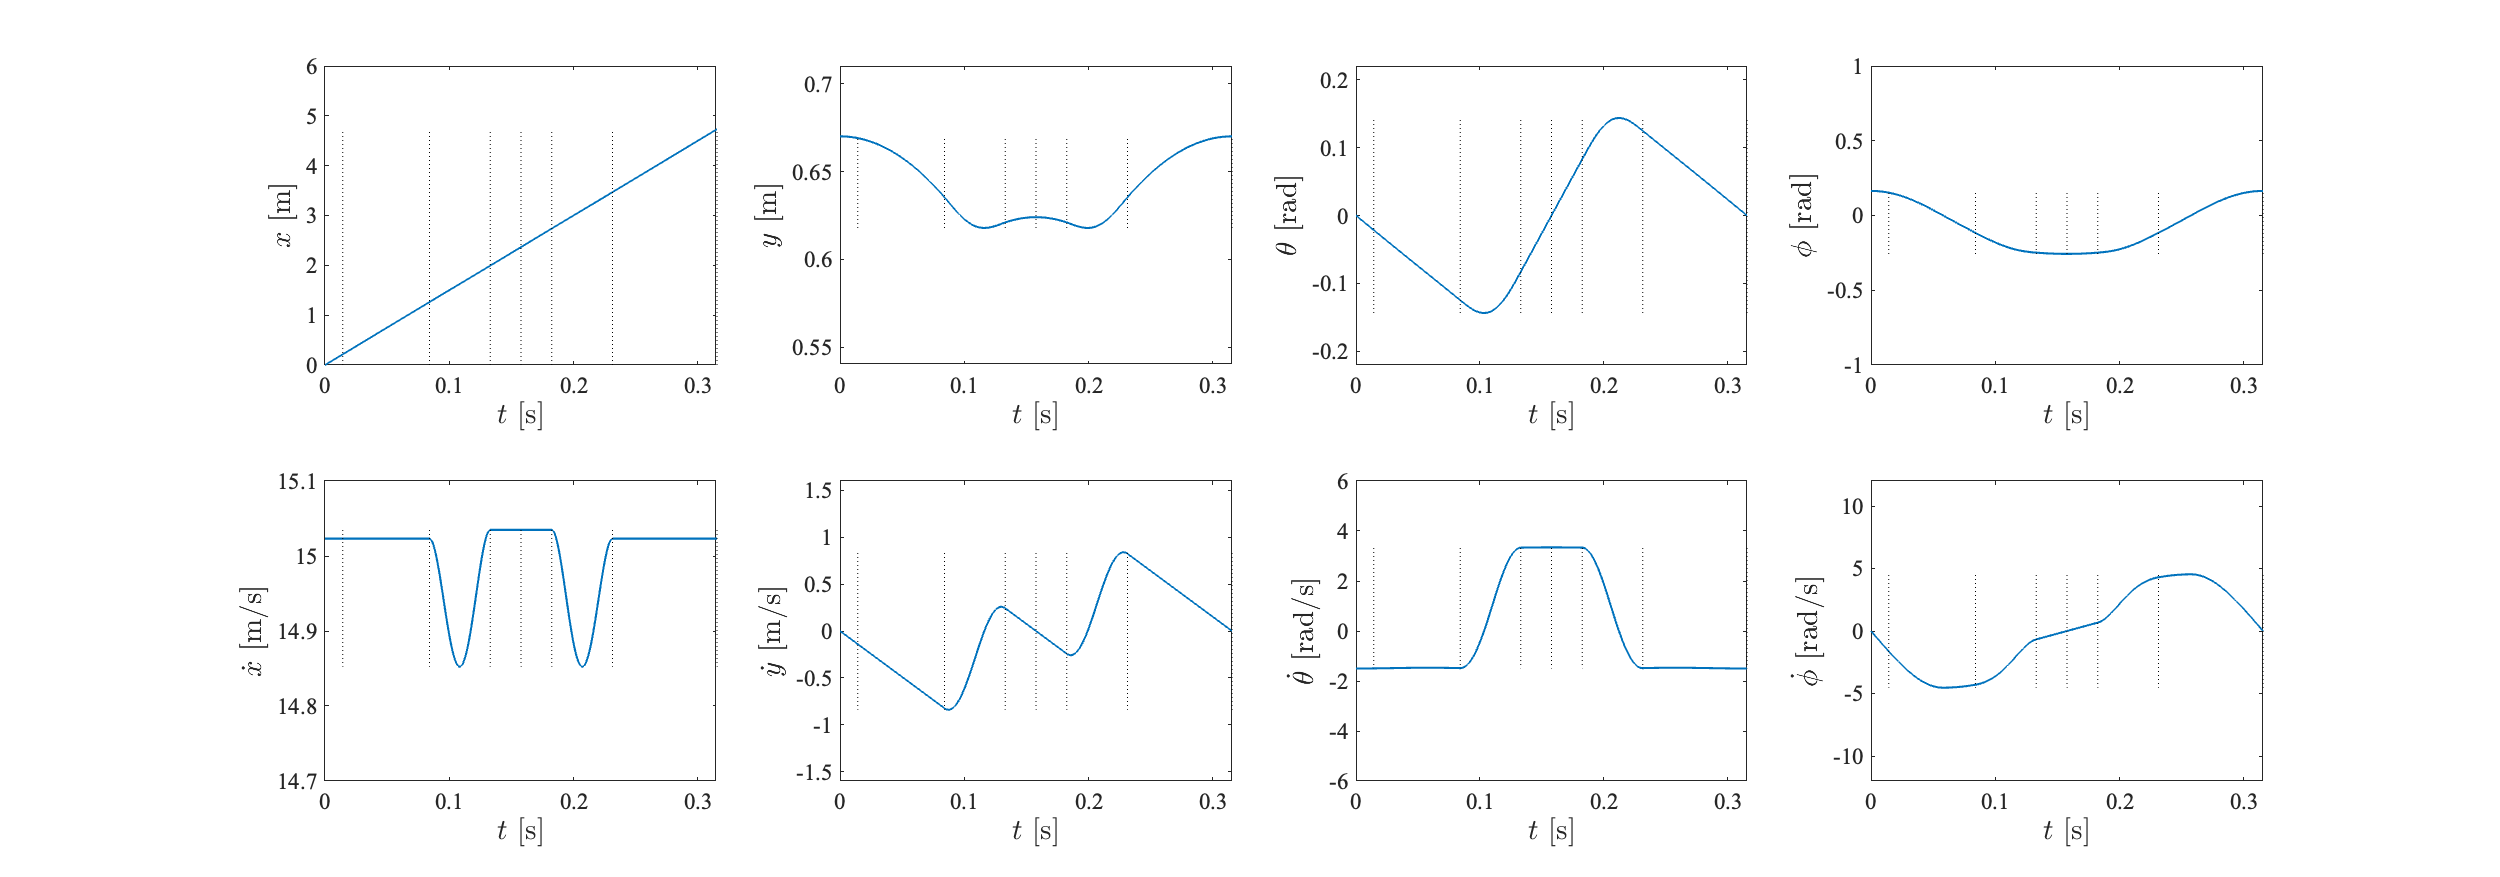 6
5
4
3
2
1
0
x [m]
0 0.1 0.2 0.3
t [s]
0.7
0.65
0.6
0.55
y [m]
0 0.1 0.2 0.3
t [s]
0.2
0.1
0
-0.1
-0.2
θ [rad]
0 0.1 0.2 0.3
t [s]
1
0.5
0
-0.5
-1
ϕ [rad]
0 0.1 0.2 0.3
t [s]
15.1
15
14.9
14.8
14.7
ẋ [m/s]
0 0.1 0.2 0.3
t [s]
1.5
1
0.5
0
-0.5
-1
-1.5
ẏ [m/s]
0 0.1 0.2 0.3
t [s]
6
4
2
0
-2
-4
-6
θ̇ [rad/s]
0 0.1 0.2 0.3
t [s]
10
5
0
-5
-10
ϕ̇ [rad/s]
0 0.1 0.2 0.3
t [s]